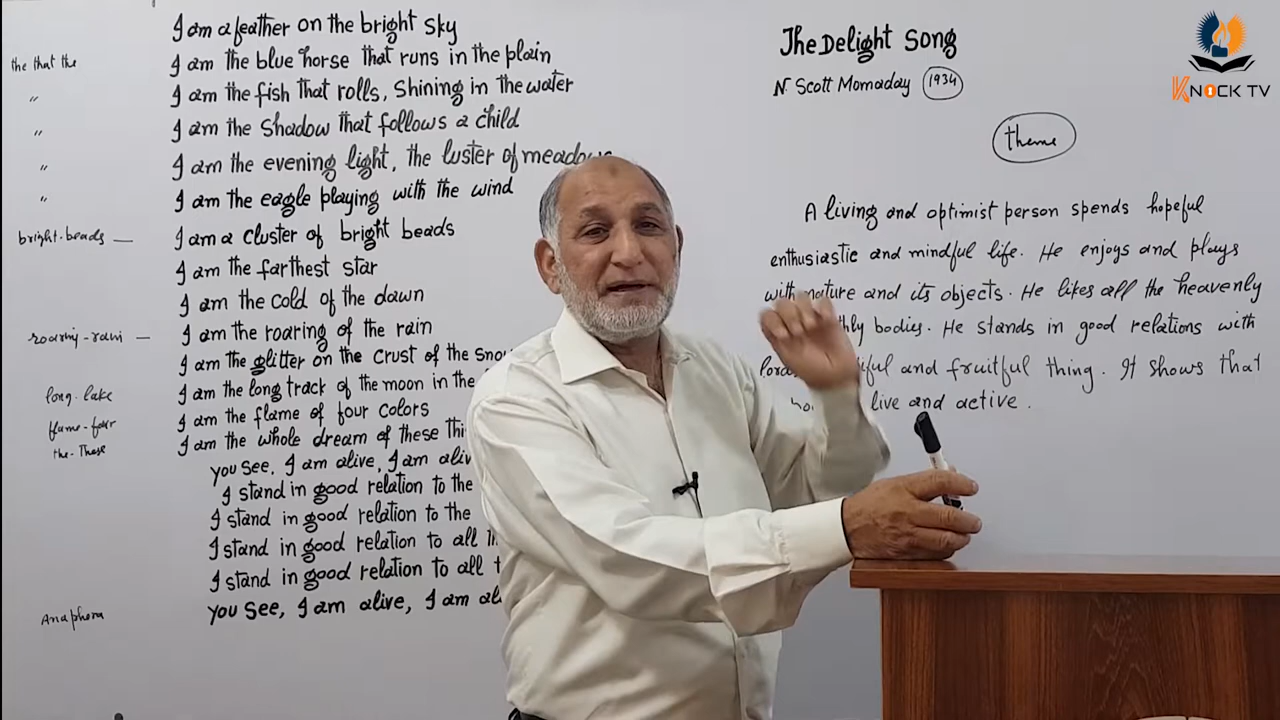 the that the
"
"
"
"
bright-beads —
roaring-rain —
long-lake
flame-four
the-These
Anaphora
I am a feather on the bright sky
I am the blue horse that runs in the plain
I am the fish that rolls, shining in the water
I am the shadow that follows a child
I am the evening light, the luster of meadows
I am the eagle playing with the wind
I am a cluster of bright beads
I am the farthest star
I am the cold of the dawn
I am the roaring of the rain
I am the glitter on the crust of the snow
I am the long track of the moon in the
I am the flame of four colors
I am the whole dream of these
you see, I am alive, I am
I stand in good relation to the
I stand in good relation to the
I stand in good relation to all
I stand in good relation to all
you see, I am alive, I am
The Delight Song
N. Scott Momaday 1934
theme
A living and optimist person spends hopeful
enthusiastic and mindful life. He enjoys and plays
with nature and its objects. He likes all the heavenly
bodies. He stands in good relations with
and fruitful thing. It shows that
live and active.
KNOCK TV